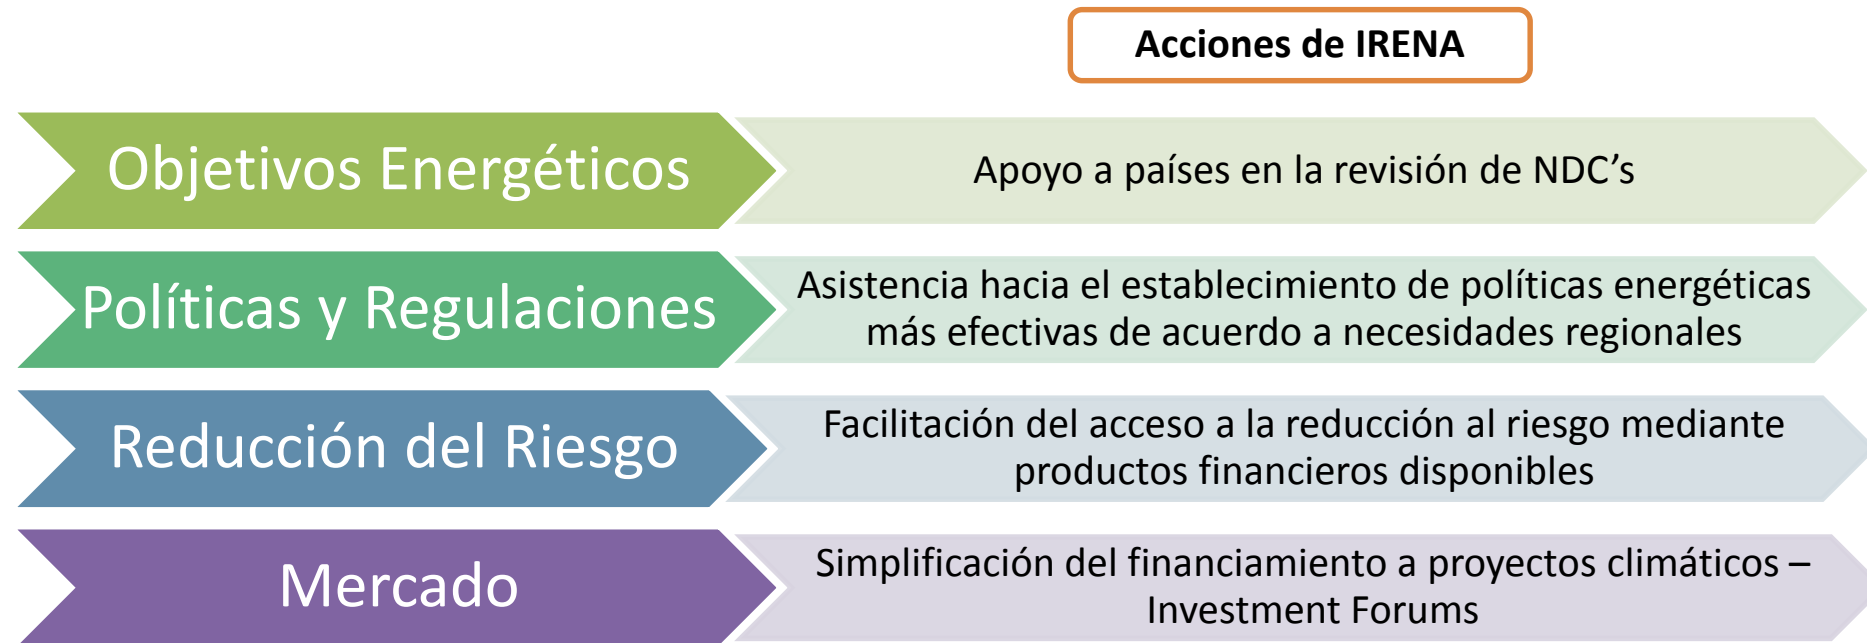 Acciones de IRENA
Objetivos Energéticos
Apoyo a países en la revisión de NDC’s
Políticas y Regulaciones
Asistencia hacia el establecimiento de políticas energéticas
más efectivas de acuerdo a necesidades regionales
Reducción del Riesgo
Facilitación del acceso a la reducción al riesgo mediante
productos financieros disponibles
Mercado
Simplificación del financiamiento a proyectos climáticos –
Investment Forums